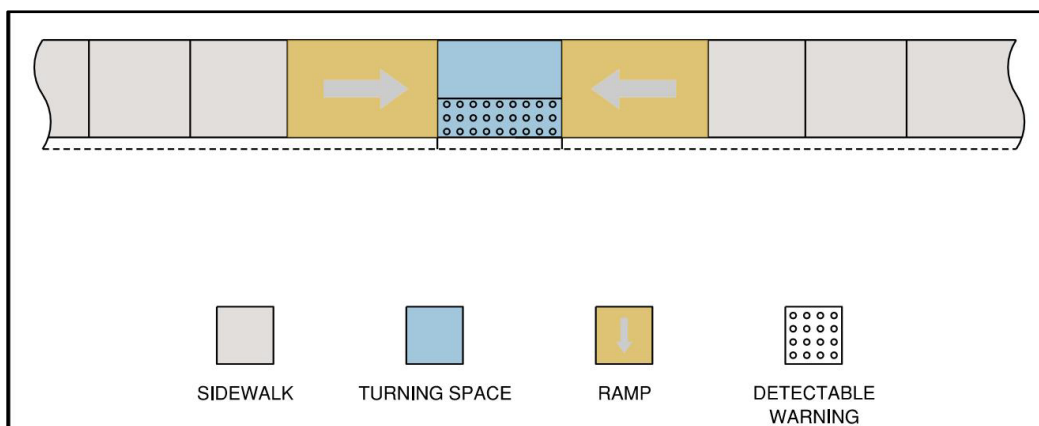 SIDEWALK
TURNING SPACE
RAMP
DETECTABLE
WARNING